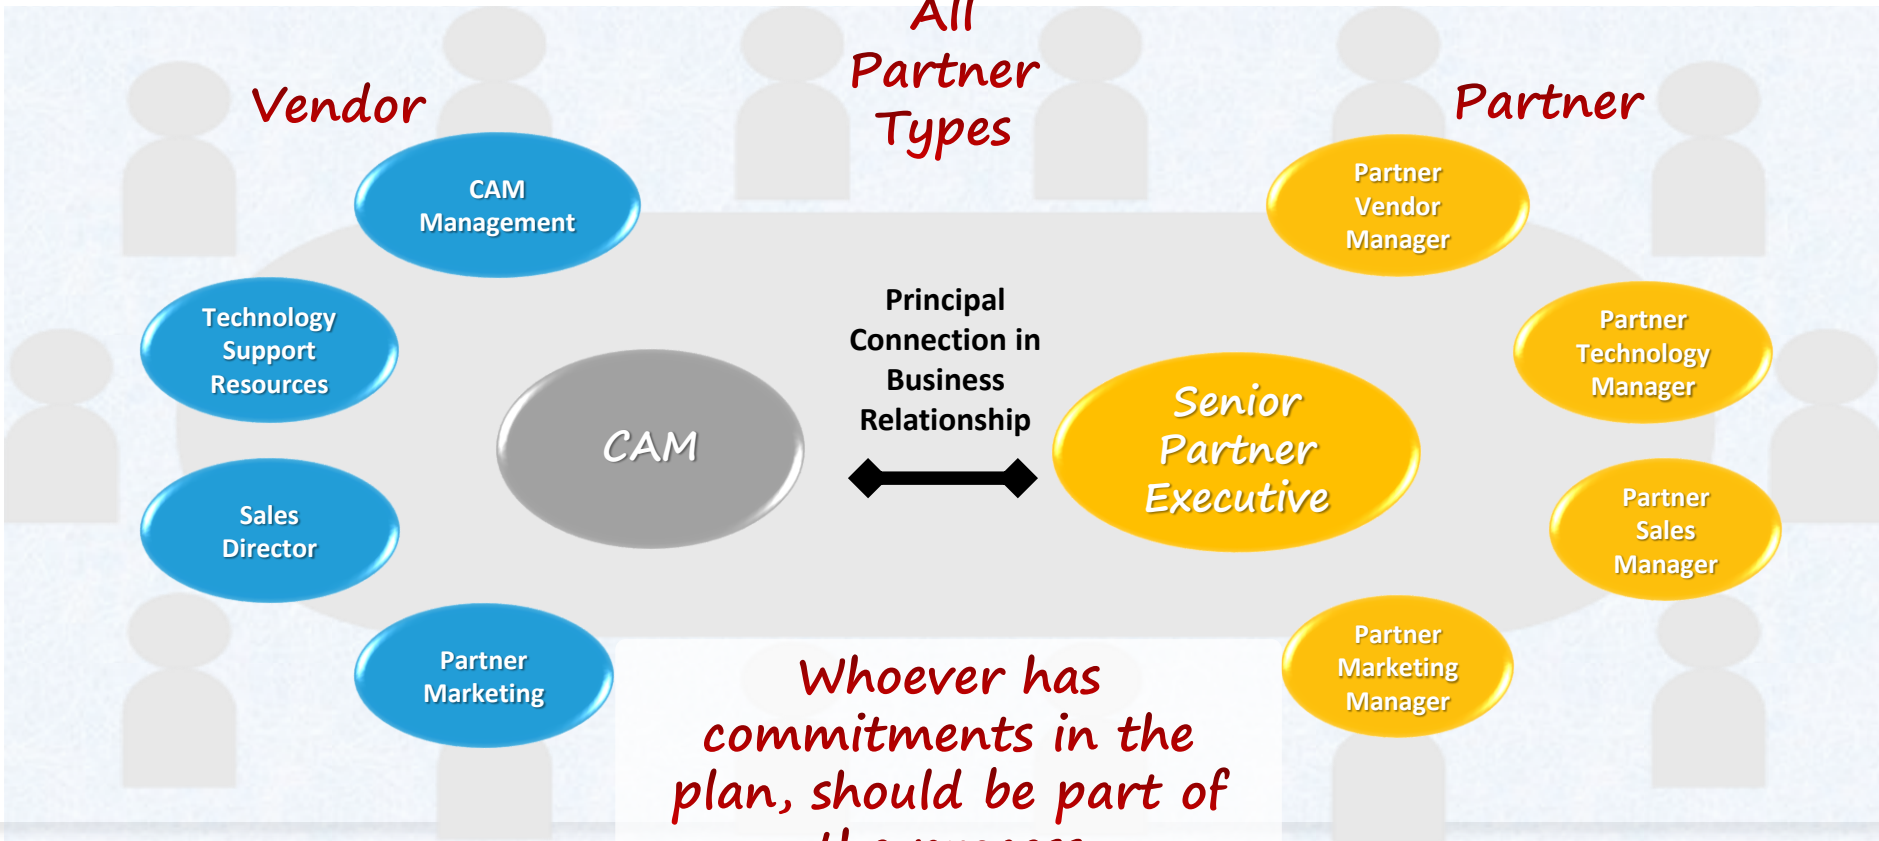 All
Partner
Types
Vendor
Partner
CAM
Management
Technology
Support
Resources
Sales
Director
Partner
Marketing
CAM
Principal
Connection in
Business
Relationship
Senior
Partner
Executive
Partner
Vendor
Manager
Partner
Technology
Manager
Partner
Sales
Manager
Partner
Marketing
Manager
Whoever has
commitments in the
plan, should be part of
the process